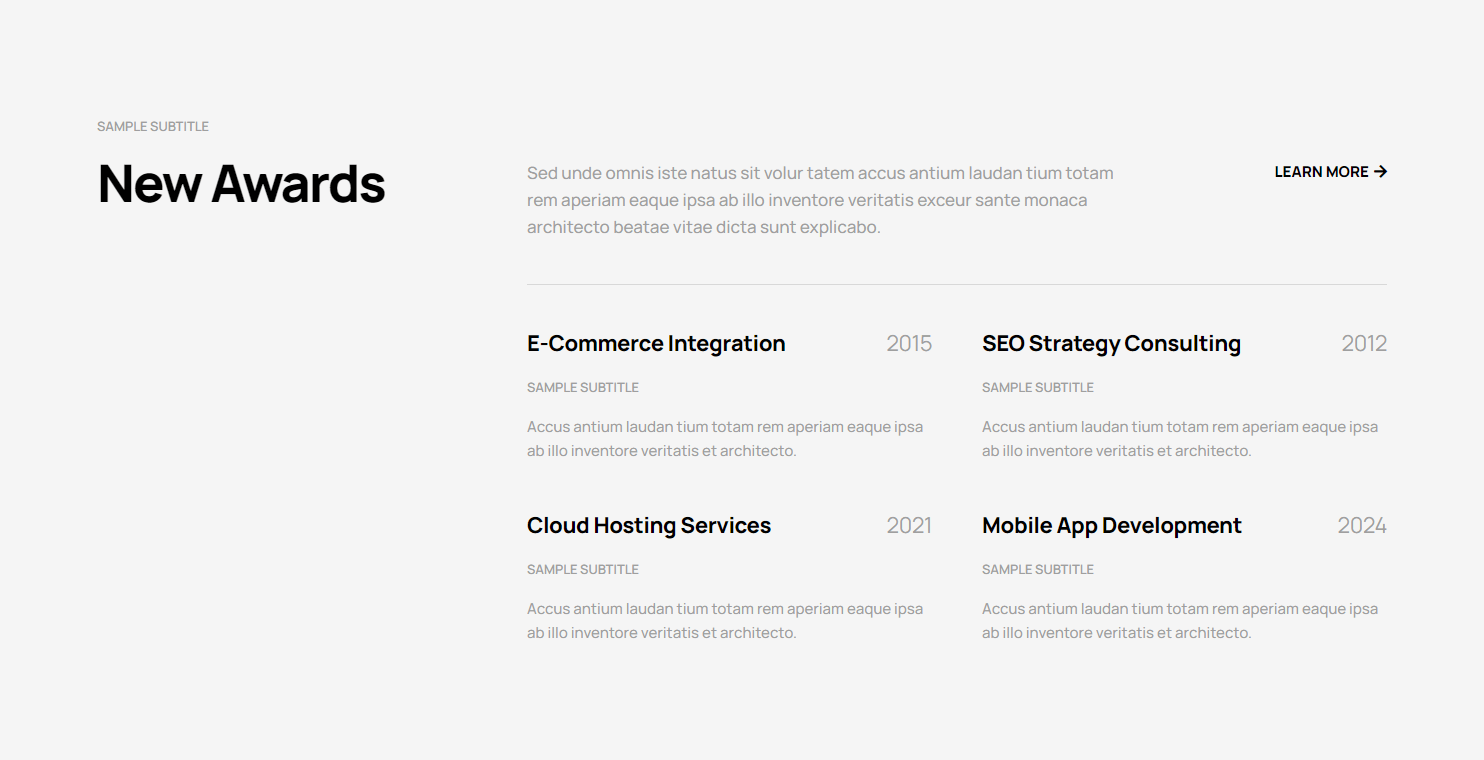 SAMPLE SUBTITLE
New Awards
Sed unde omnis iste natus sit volur tatem accus antium laudan tium totam
rem aperiam eaque ipsa ab illo inventore veritatis exceur sante monaca
architecto beatae vitae dicta sunt explicabo.
LEARN MORE →
E-Commerce Integration 2015
SAMPLE SUBTITLE
Accus antium laudan tium totam rem aperiam eaque ipsa
ab illo inventore veritatis et architecto.
SEO Strategy Consulting 2012
SAMPLE SUBTITLE
Accus antium laudan tium totam rem aperiam eaque ipsa
ab illo inventore veritatis et architecto.
Cloud Hosting Services 2021
SAMPLE SUBTITLE
Accus antium laudan tium totam rem aperiam eaque ipsa
ab illo inventore veritatis et architecto.
Mobile App Development 2024
SAMPLE SUBTITLE
Accus antium laudan tium totam rem aperiam eaque ipsa
ab illo inventore veritatis et architecto.